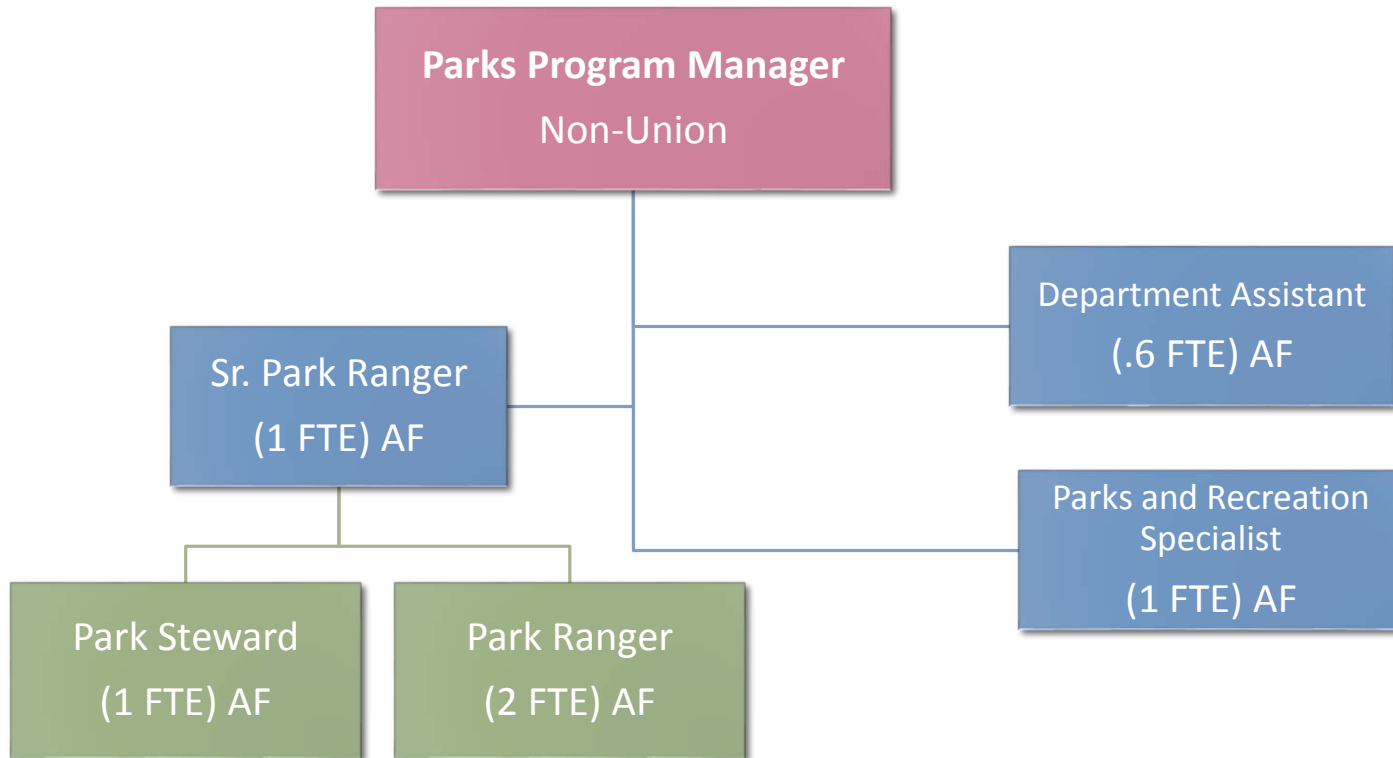 Parks Program Manager
Non-Union
Department Assistant
(.6 FTE) AF
Sr. Park Ranger
(1 FTE) AF
Parks and Recreation
Specialist
(1 FTE) AF
Park Steward
(1 FTE) AF
Park Ranger
(2 FTE) AF